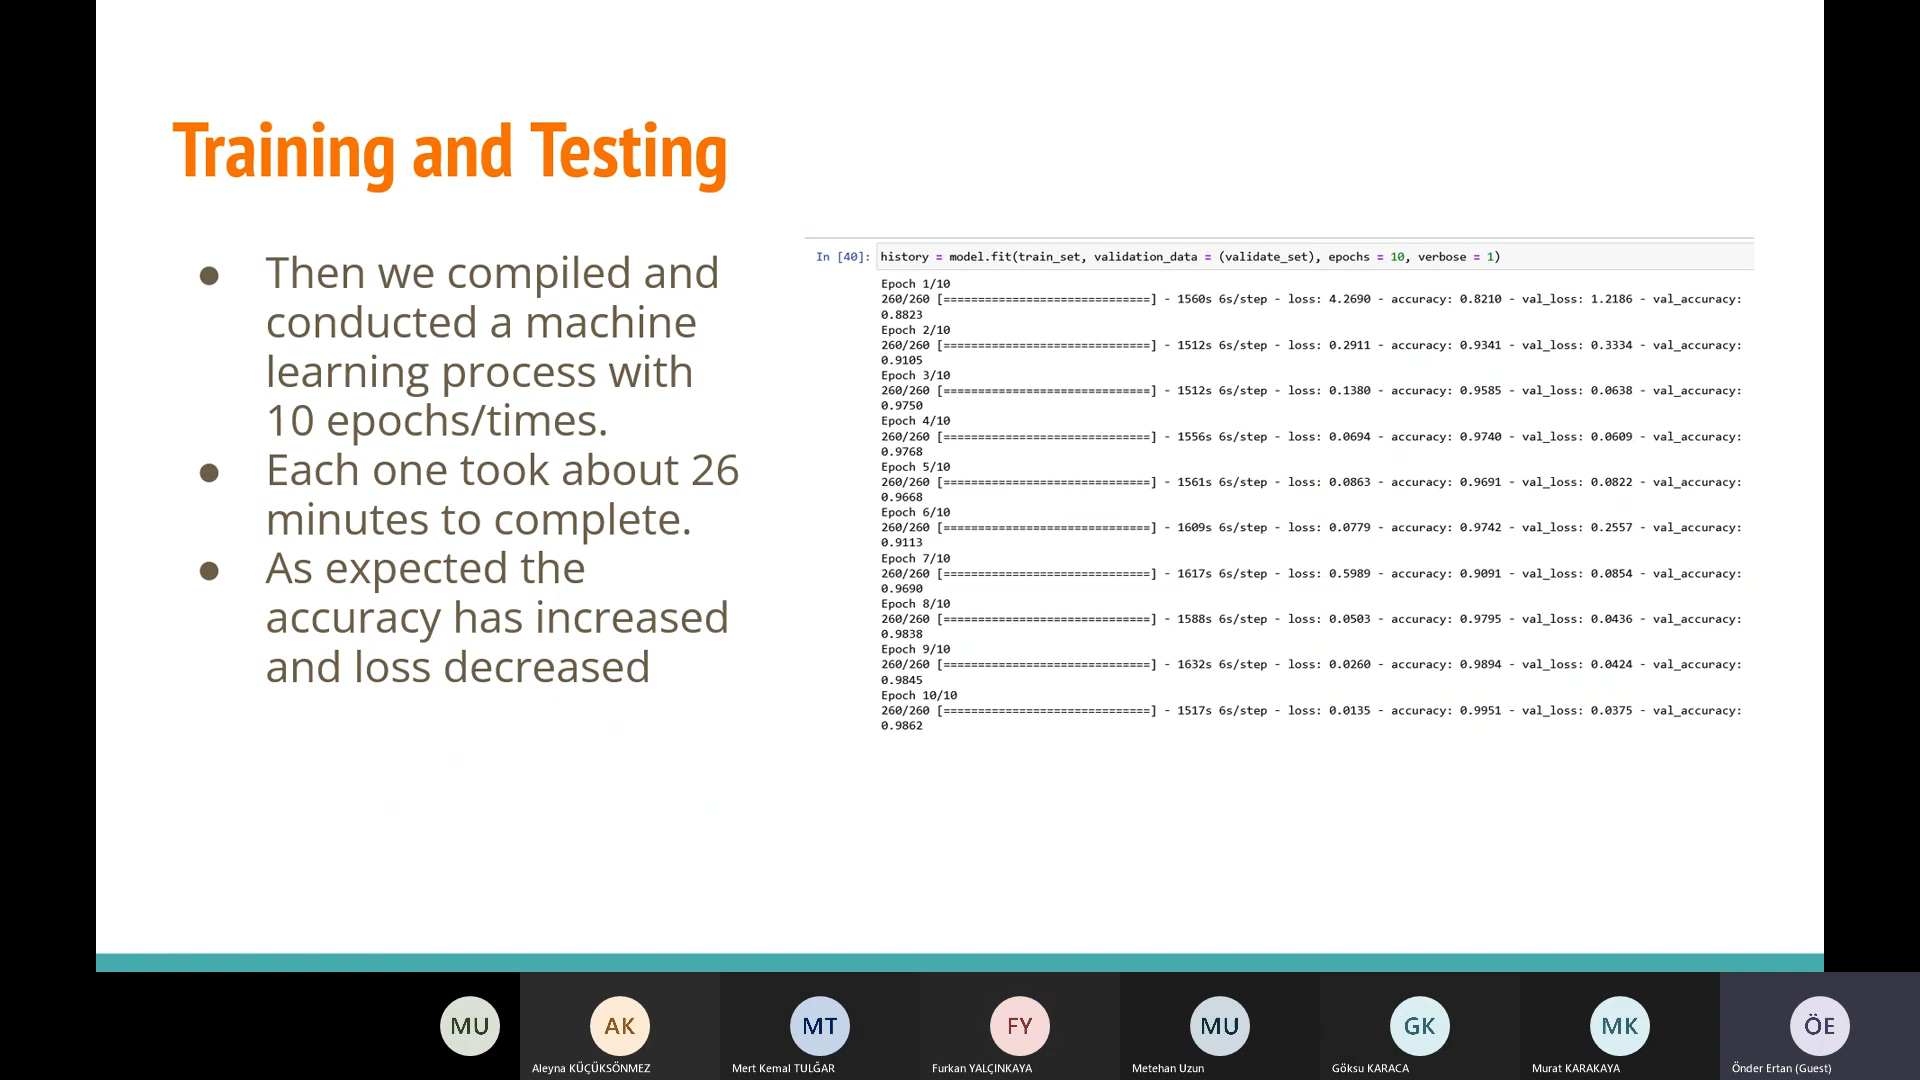 Training and Testing
● Then we compiled and
conducted a machine
learning process with
10 epochs/times.
● Each one took about 26
minutes to complete.
● As expected the
accuracy has increased
and loss decreased
In [40]: history = model.fit(train_set, validation_data = (validate_set), epochs = 10, verbose = 1)
Epoch 1/10
260/260 [==============================] - 1560s 6s/step - loss: 4.2690 - accuracy: 0.8210 - val_loss: 1.2186 - val_accuracy:
0.8823
Epoch 2/10
260/260 [==============================] - 1512s 6s/step - loss: 0.2911 - accuracy: 0.9341 - val_loss: 0.3334 - val_accuracy:
0.9105
Epoch 3/10
260/260 [==============================] - 1512s 6s/step - loss: 0.1380 - accuracy: 0.9585 - val_loss: 0.0638 - val_accuracy:
0.9750
Epoch 4/10
260/260 [==============================] - 1556s 6s/step - loss: 0.0694 - accuracy: 0.9740 - val_loss: 0.0609 - val_accuracy:
0.9768
Epoch 5/10
260/260 [==============================] - 1561s 6s/step - loss: 0.0863 - accuracy: 0.9691 - val_loss: 0.0822 - val_accuracy:
0.9668
Epoch 6/10
260/260 [==============================] - 1609s 6s/step - loss: 0.0779 - accuracy: 0.9742 - val_loss: 0.2557 - val_accuracy:
0.9113
Epoch 7/10
260/260 [==============================] - 1617s 6s/step - loss: 0.5989 - accuracy: 0.9091 - val_loss: 0.0854 - val_accuracy:
0.9690
Epoch 8/10
260/260 [==============================] - 1588s 6s/step - loss: 0.0503 - accuracy: 0.9795 - val_loss: 0.0436 - val_accuracy:
0.9838
Epoch 9/10
260/260 [==============================] - 1632s 6s/step - loss: 0.0260 - accuracy: 0.9894 - val_loss: 0.0424 - val_accuracy:
0.9845
Epoch 10/10
260/260 [==============================] - 1517s 6s/step - loss: 0.0135 - accuracy: 0.9951 - val_loss: 0.0375 - val_accuracy:
0.9862
MU AK MT FY MU GK MK ÖE
Aleyna KÜÇÜKSÖNMEZ Mert Kemal TULĞAR Furkan YALÇINKAYA Metehan Uzun Göksu KARACA Murat KARAKAYA Önder Ertan (Guest)